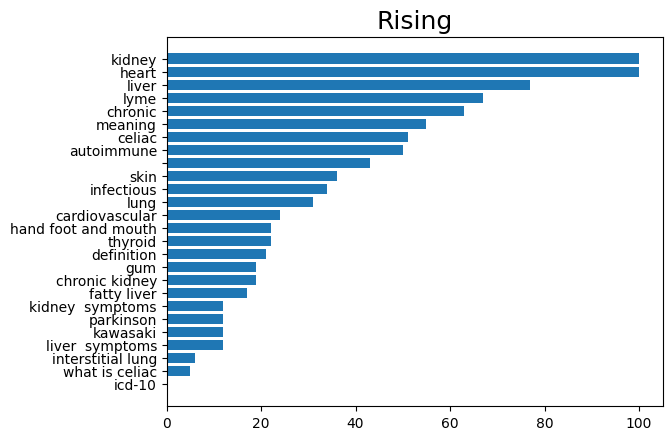 Rising
kidney
heart
liver
lyme
chronic
meaning
celiac
autoimmune
skin
infectious
lung
cardiovascular
hand foot and mouth
thyroid
definition
gum
chronic kidney
fatty liver
kidney  symptoms
parkinson
kawasaki
liver  symptoms
interstitial lung
what is celiac
icd-10
0 20 40 60 80 100